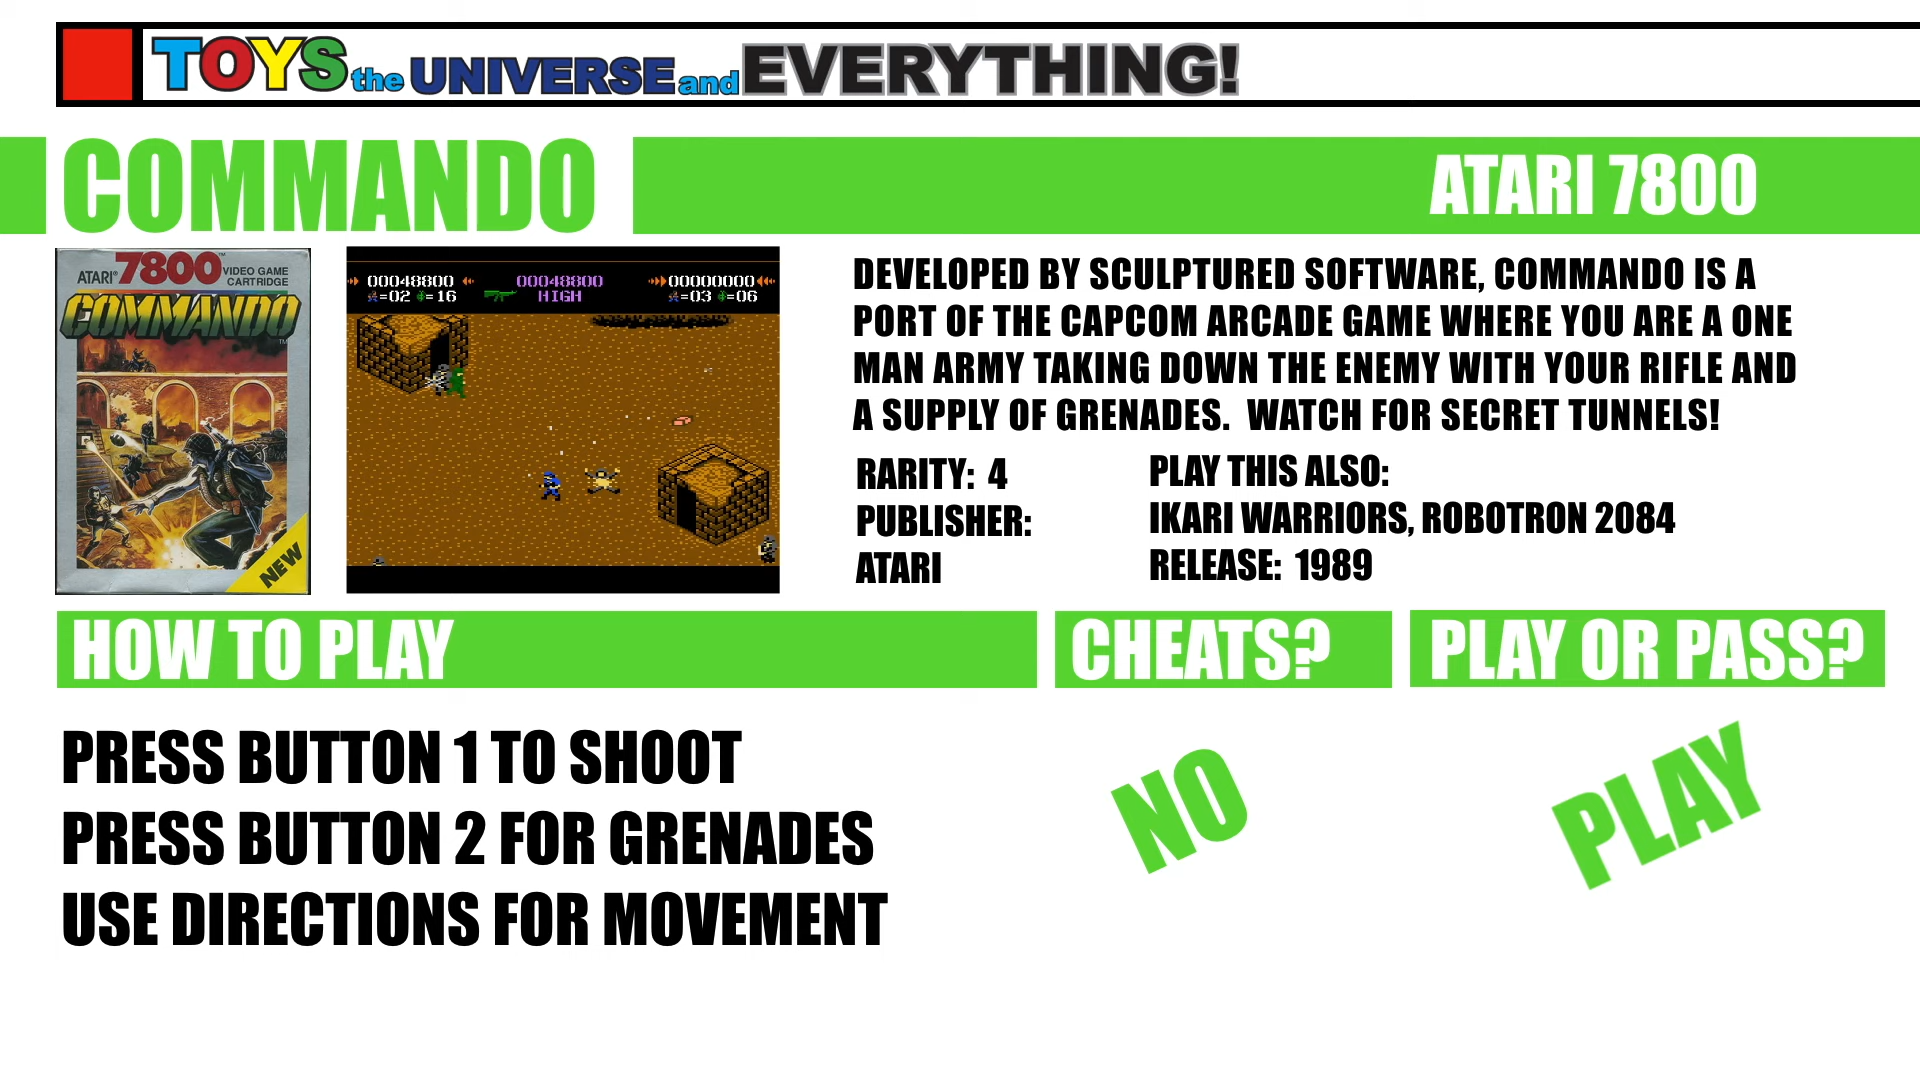 TOYS the UNIVERSE and EVERYTHING!
COMMANDO
ATARI 7800
ATARI® 7800™ VIDEO GAME CARTRIDGE
COMMANDO
TM
NEW
00048800 00048800 00000000
=02 =16 HIGH =03 =06
DEVELOPED BY SCULPTURED SOFTWARE, COMMANDO IS A
PORT OF THE CAPCOM ARCADE GAME WHERE YOU ARE A ONE
MAN ARMY TAKING DOWN THE ENEMY WITH YOUR RIFLE AND
A SUPPLY OF GRENADES. WATCH FOR SECRET TUNNELS!
RARITY: 4
PUBLISHER:
ATARI
PLAY THIS ALSO:
IKARI WARRIORS, ROBOTRON 2084
RELEASE: 1989
HOW TO PLAY
PRESS BUTTON 1 TO SHOOT
PRESS BUTTON 2 FOR GRENADES
USE DIRECTIONS FOR MOVEMENT
CHEATS?
NO
PLAY OR PASS?
PLAY